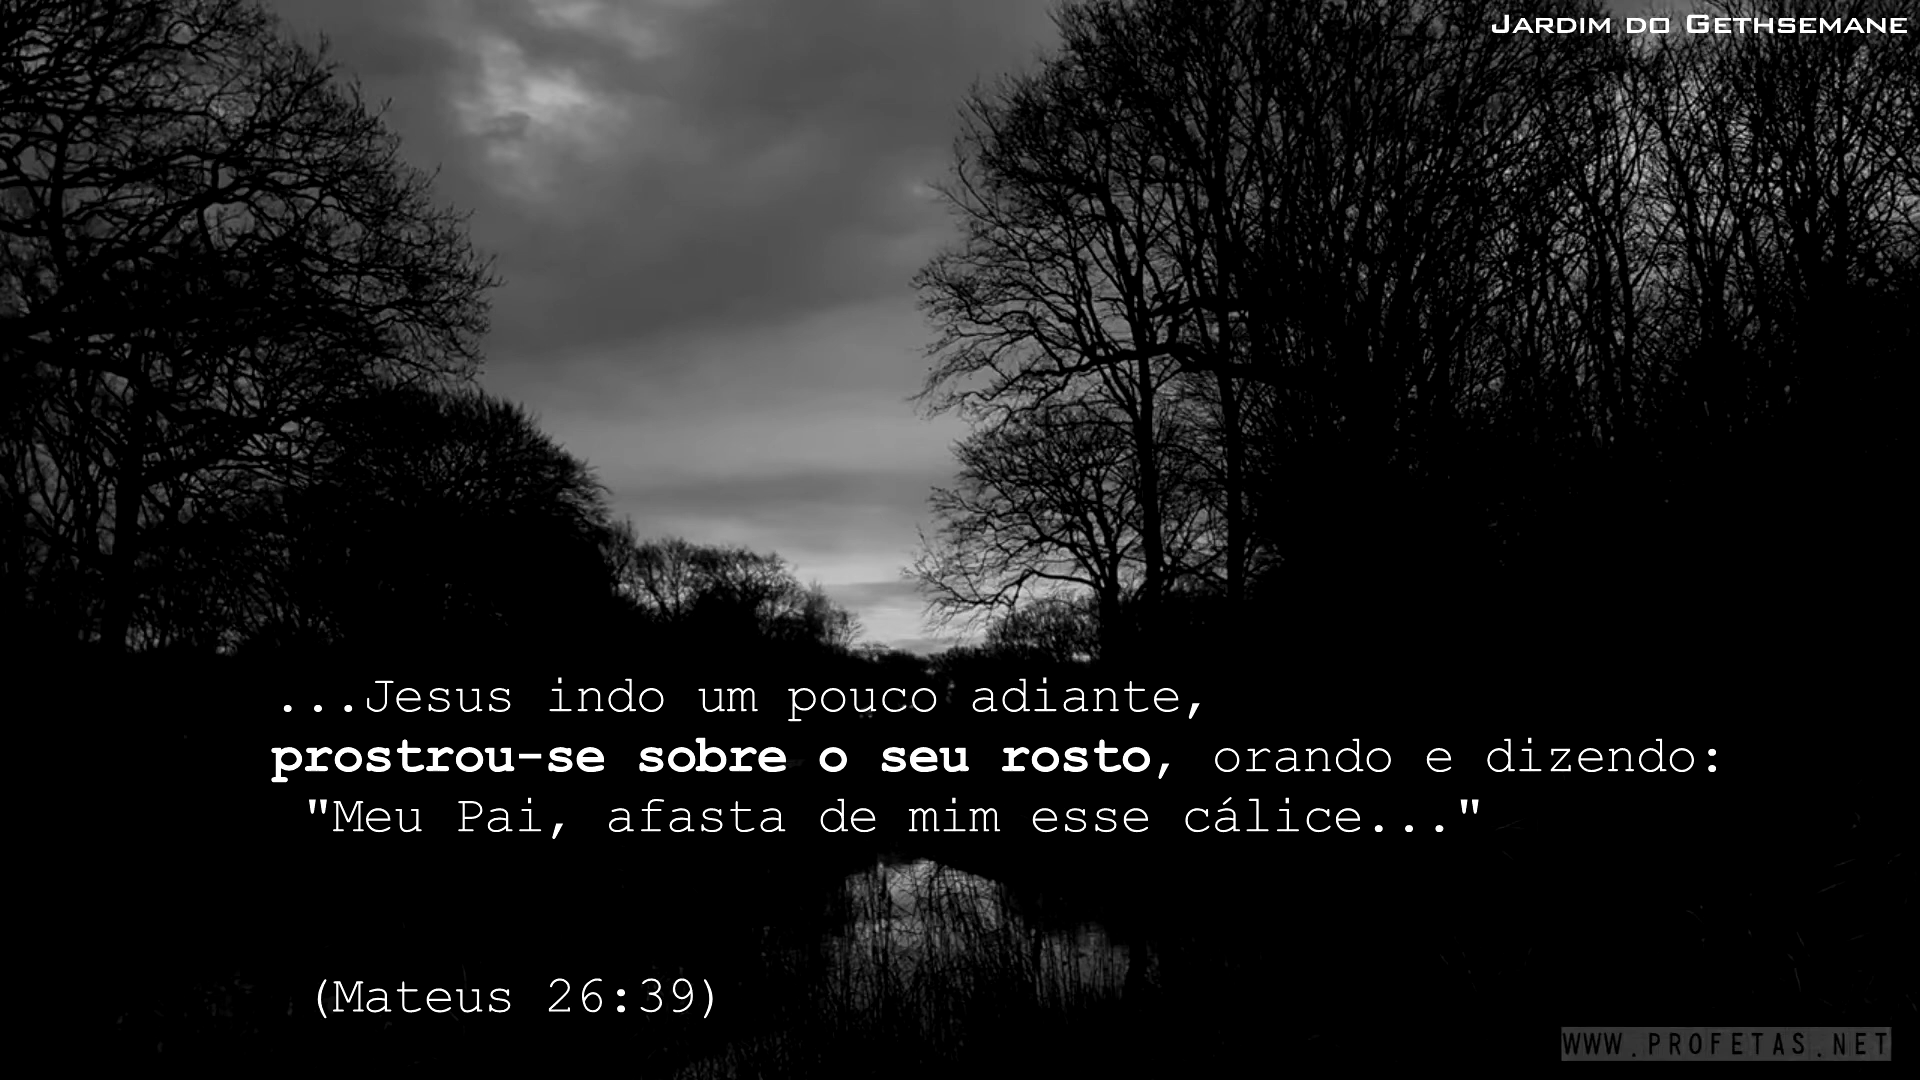 Jardim do Gethsemane
...Jesus indo um pouco adiante,
prostrou-se sobre o seu rosto, orando e dizendo:
"Meu Pai, afasta de mim esse cálice..."
(Mateus 26:39)
WWW.PROFETAS.NET